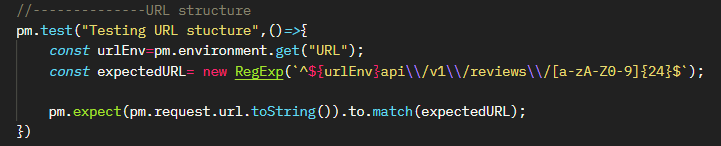 //--------------URL structure
pm.test("Testing URL stucture",()=>{
    const urlEnv=pm.environment.get("URL");
    const expectedURL= new RegExp(`^${urlEnv}api\\/v1\\/reviews\\/[a-zA-Z0-9]{24}$`);
    pm.expect(pm.request.url.toString()).to.match(expectedURL);
})